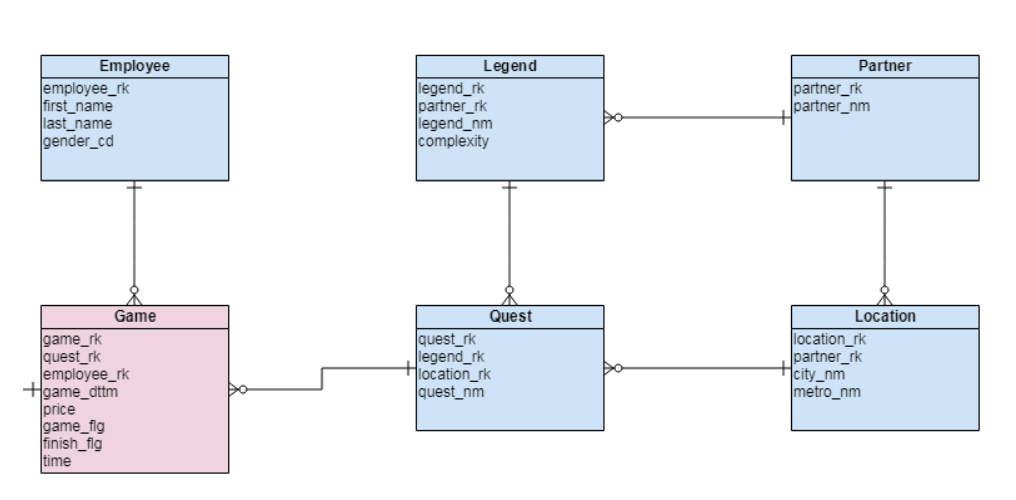 Employee
employee_rk
first_name
last_name
gender_cd
Legend
legend_rk
partner_rk
legend_nm
complexity
Partner
partner_rk
partner_nm
Game
game_rk
quest_rk
employee_rk
game_dttm
price
game_flg
finish_flg
time
Quest
quest_rk
legend_rk
location_rk
quest_nm
Location
location_rk
partner_rk
city_nm
metro_nm